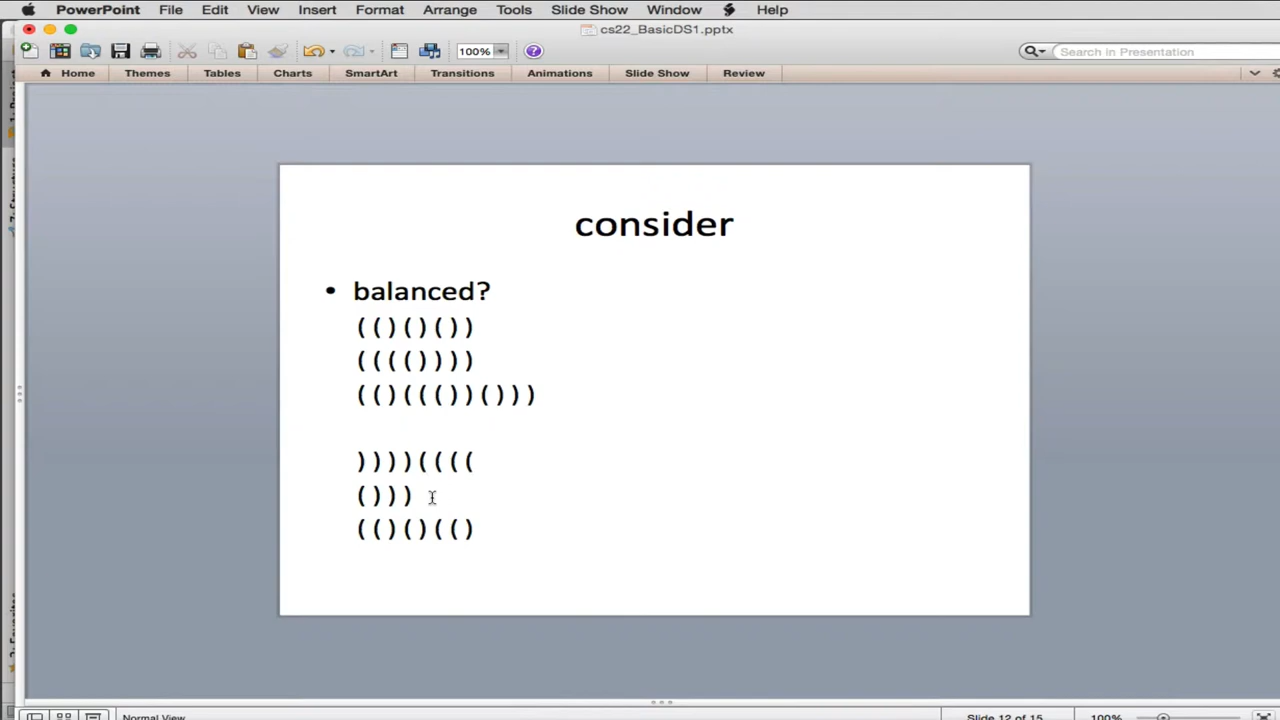 PowerPoint File Edit View Insert Format Arrange Tools Slide Show Window Help
cs22_BasicDS1.pptx
100% Search in Presentation
Home Themes Tables Charts SmartArt Transitions Animations Slide Show Review
consider
• balanced?
(()()())
(((())))
(()((())()))
))))((((
()))
(()()(()
Normal View Slide 12 of 15 100%